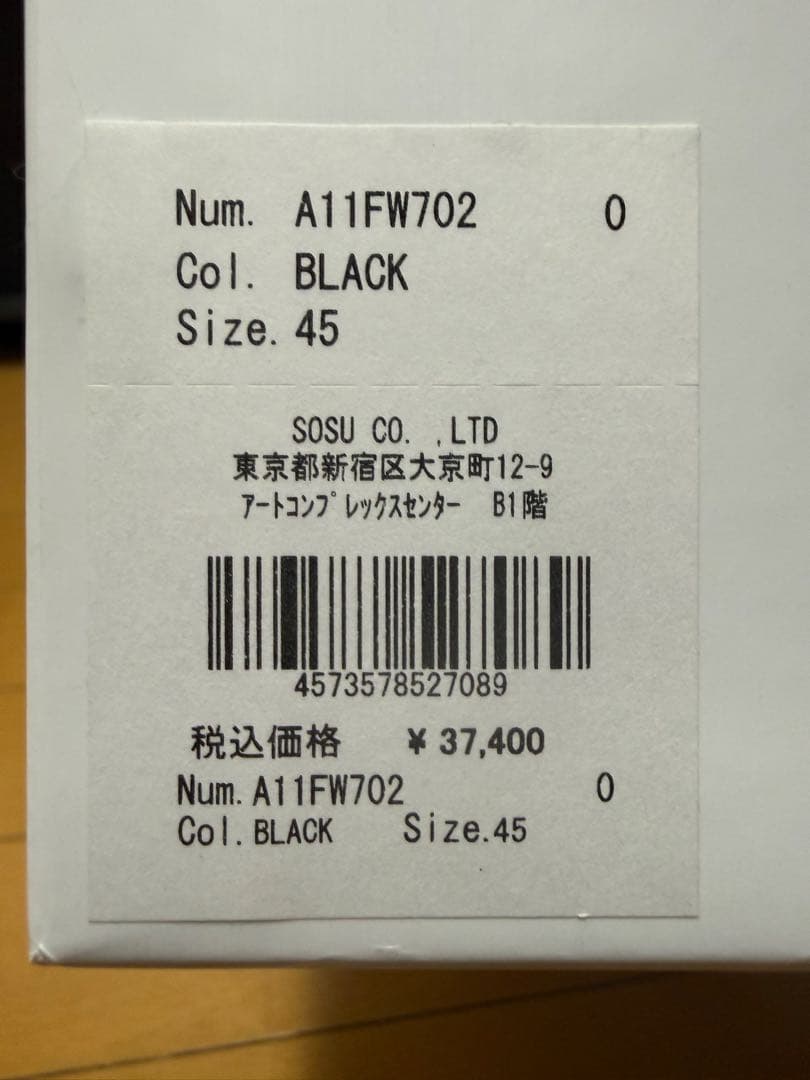 Num. A11FW702 0
Col. BLACK
Size. 45
SOSU CO. ,LTD
東京都新宿区大京町12-9
ｱｰﾄｺﾝﾌﾟﾚｯｸｽｾﾝﾀｰ B1階
4573578527089
税込価格 ¥ 37,400
Num. A11FW702 0
Col. BLACK Size. 45